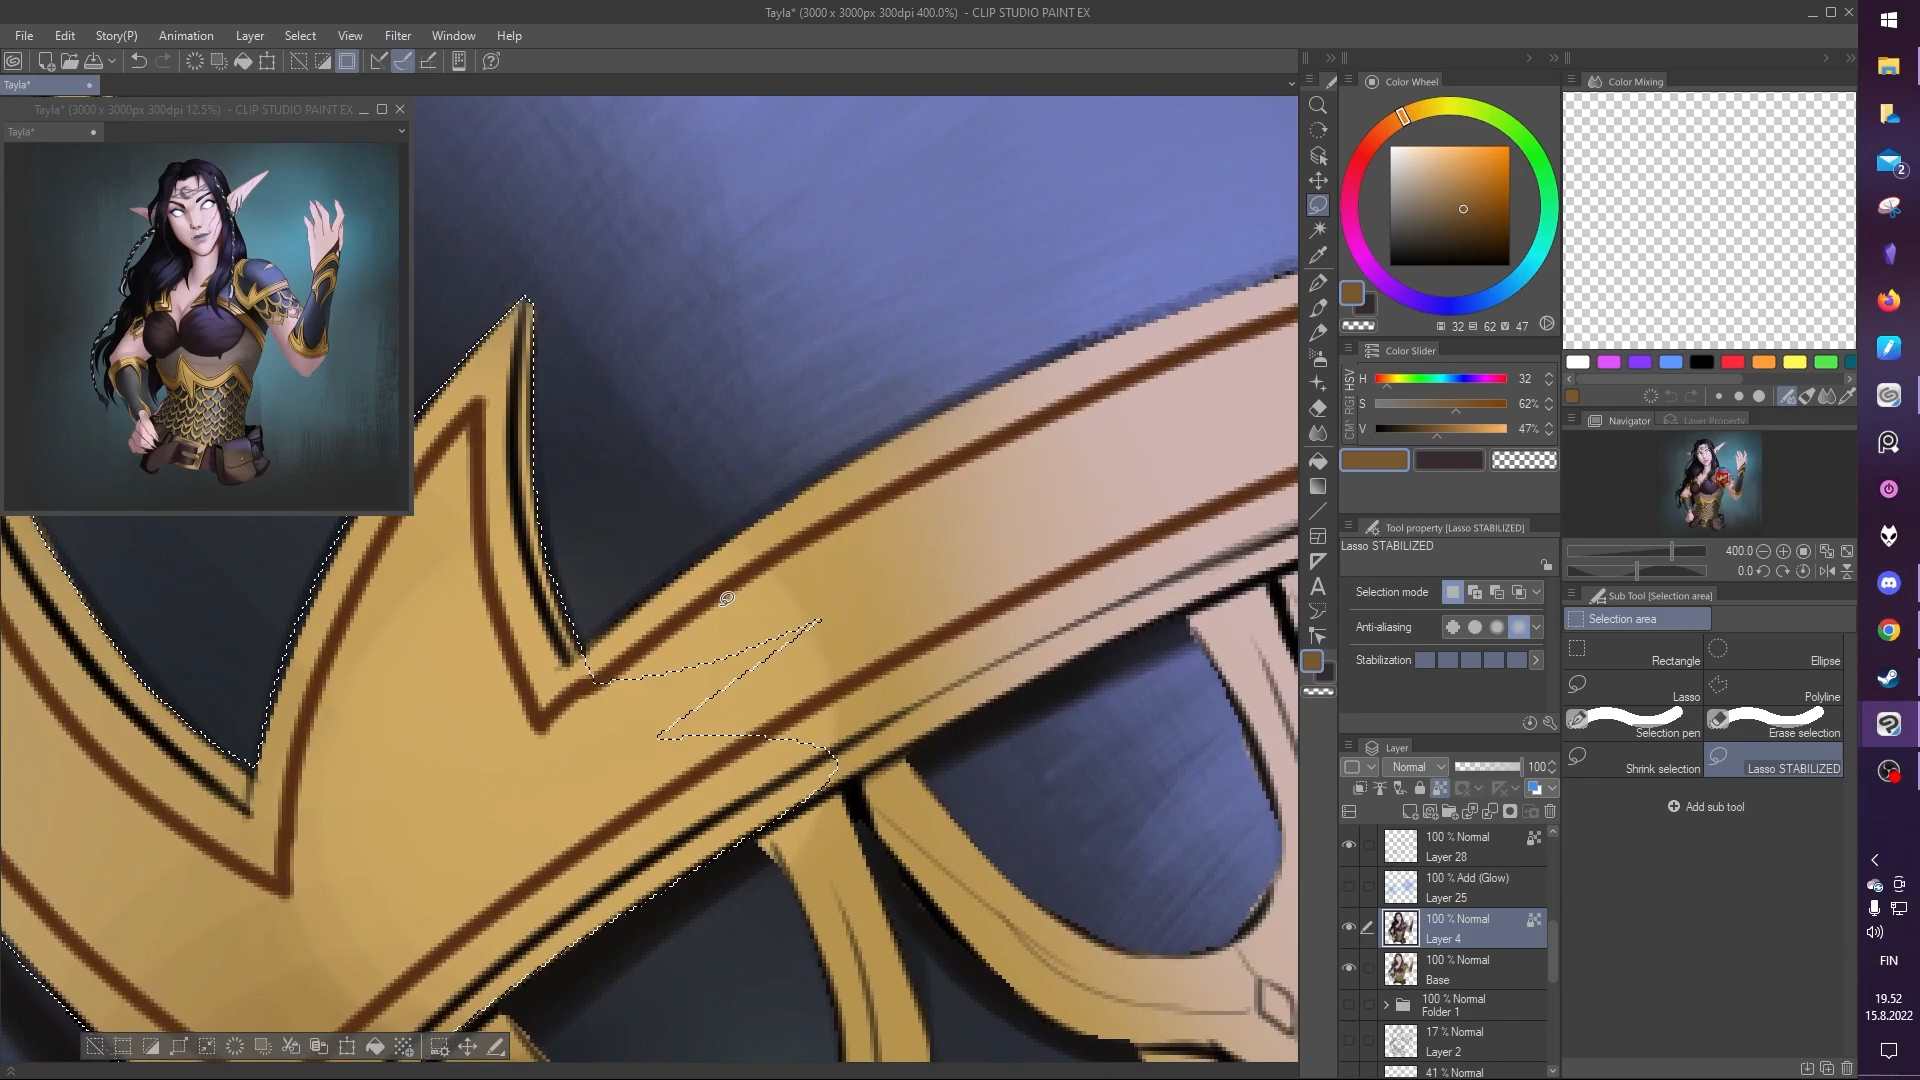 Tayla* (3000 x 3000px 300dpi 400.0%) - CLIP STUDIO PAINT EX
File Edit Story(P) Animation Layer Select View Filter Window Help
Tayla*
Tayla* (3000 x 3000px 300dpi 12.5%) - CLIP STUDIO PAINT EX
Tayla*
Color Wheel
32 62 V 47
Color Slider
HSV
RGB
CMY
H 32
S 62%
V 47%
Tool property [Lasso STABILIZED]
Lasso STABILIZED
Selection mode
Anti-aliasing
Stabilization
Layer
Normal 100
100 % Normal
Layer 28
100 % Add (Glow)
Layer 25
100 % Normal
Layer 4
100 % Normal
Base
100 % Normal
Folder 1
17 % Normal
Layer 2
41 % Normal
Color Mixing
Navigator Layer Property
400.0
0.0
Sub Tool [Selection area]
Selection area
Rectangle Ellipse
Lasso Polyline
Selection pen Erase selection
Shrink selection Lasso STABILIZED
Add sub tool
2
FIN
19.52
15.8.2022